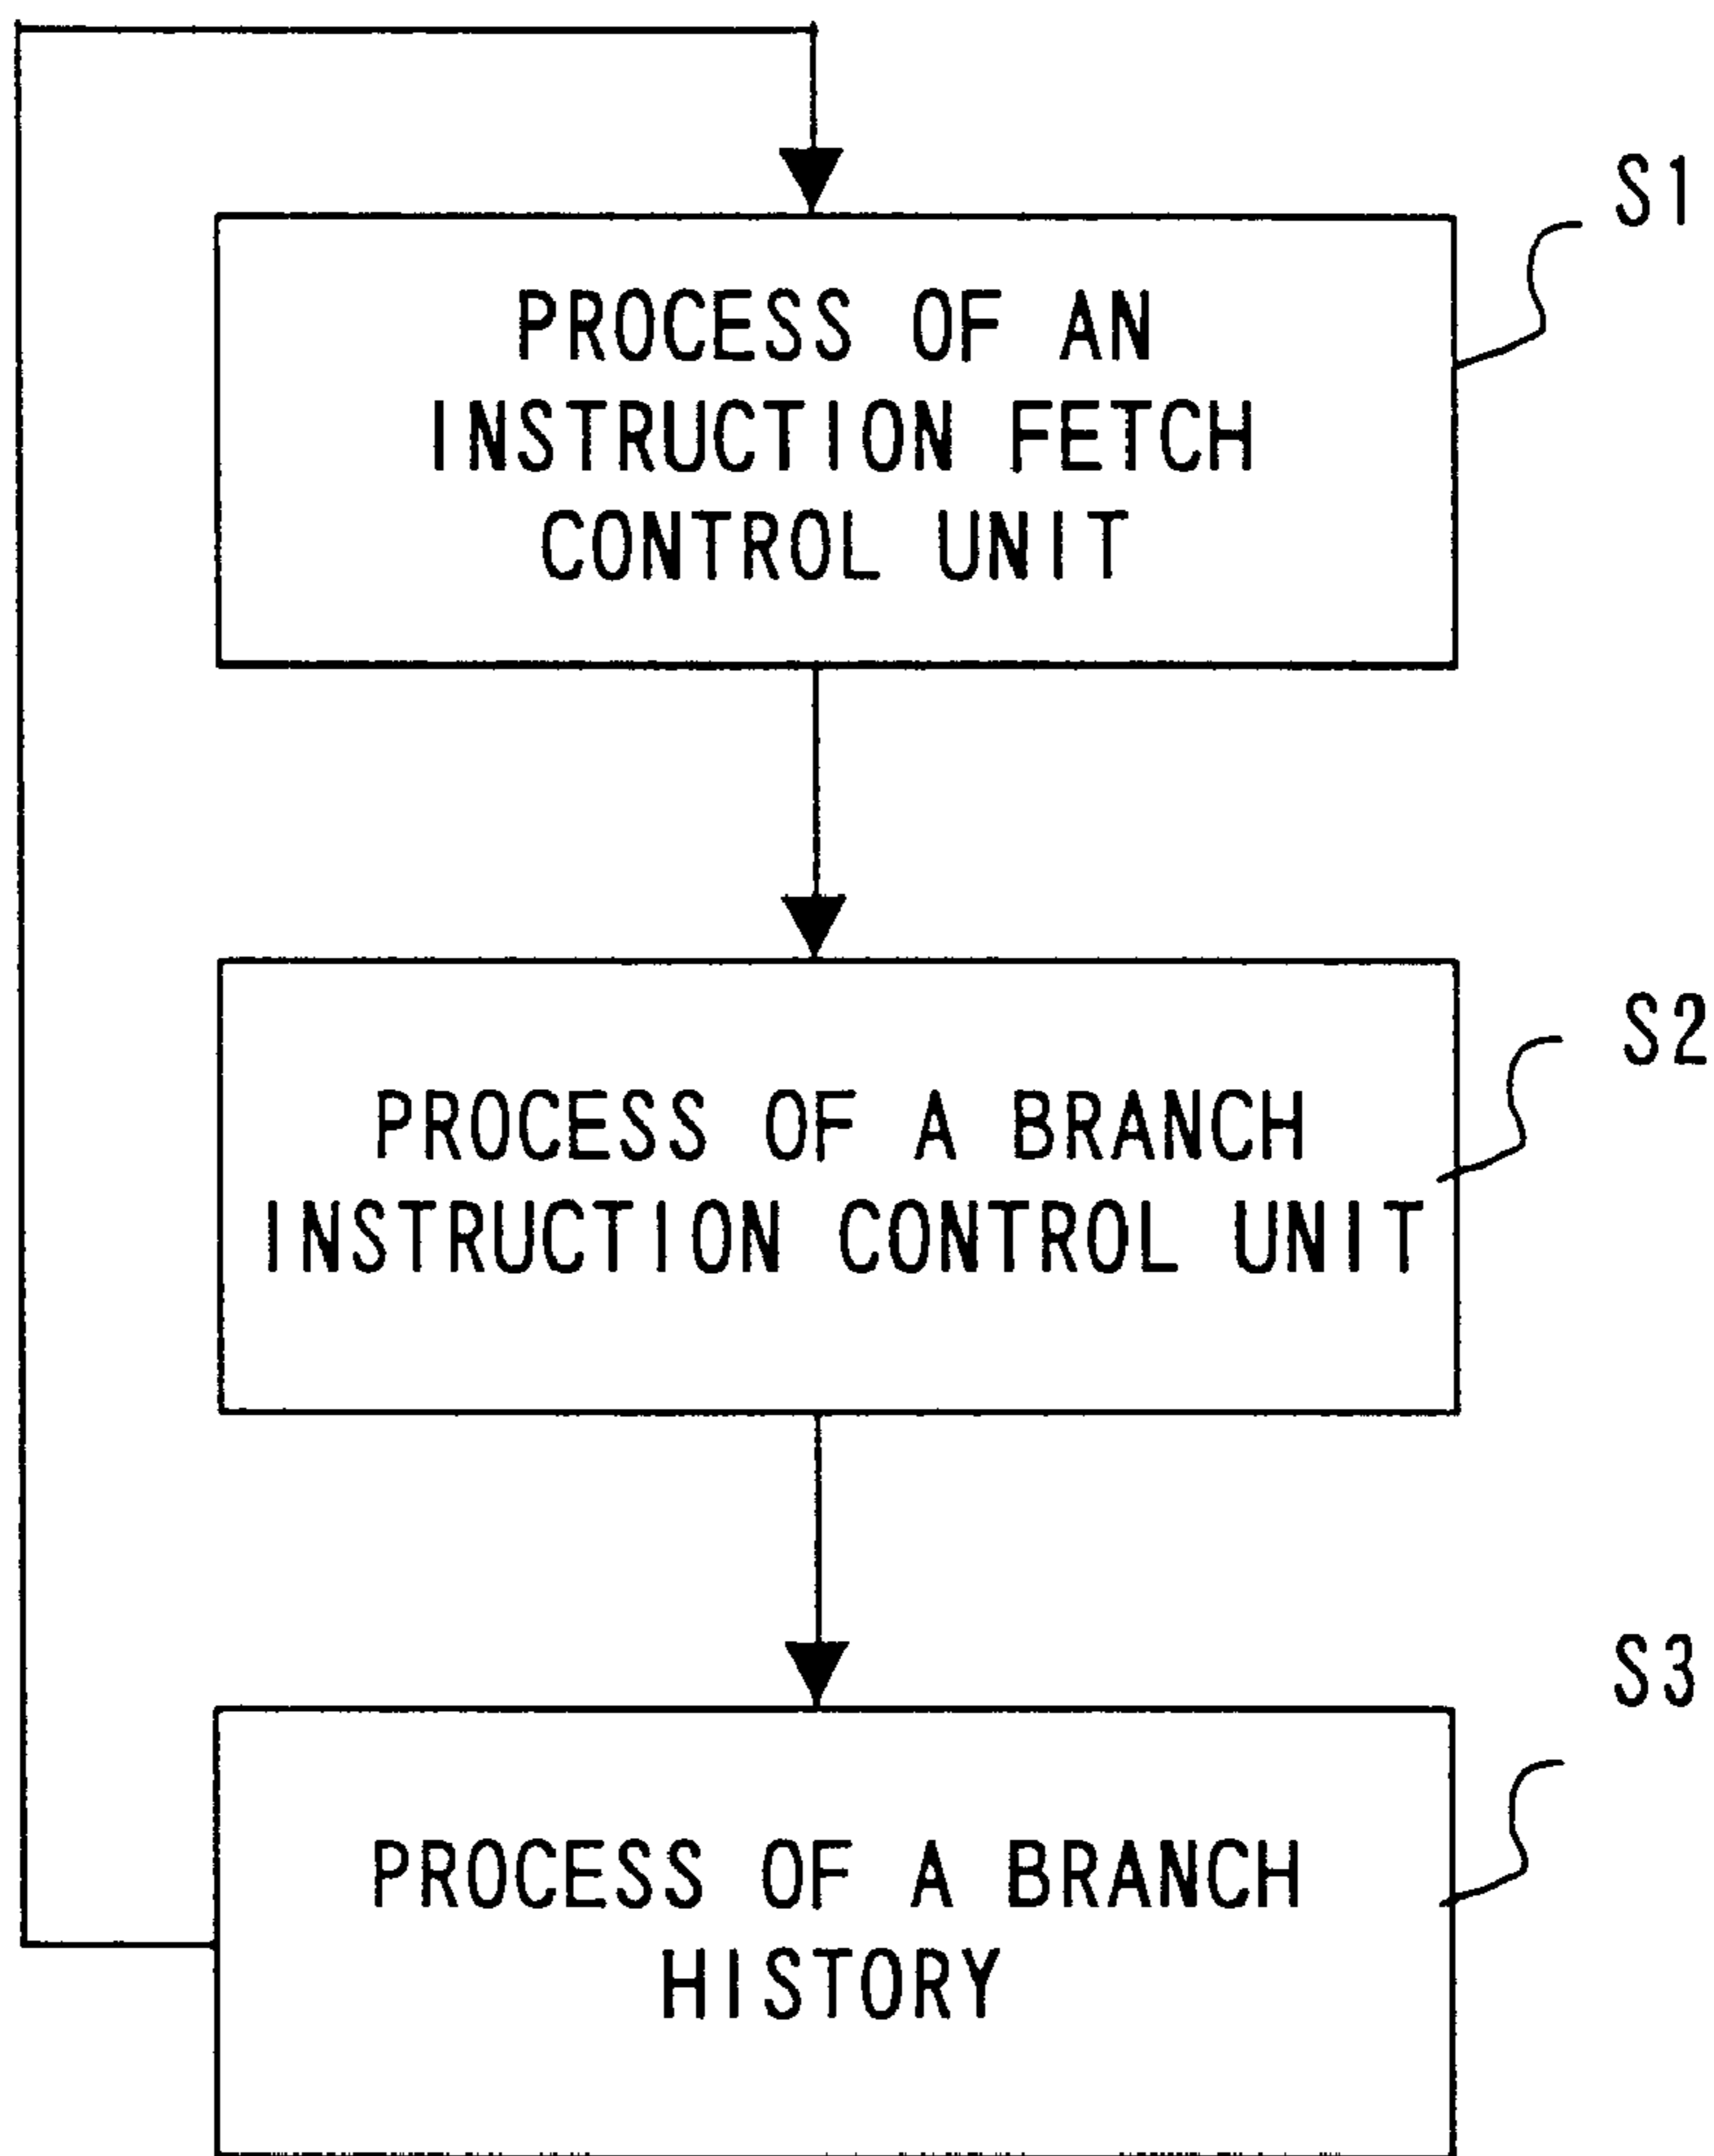 S1
PROCESS OF AN
INSTRUCTION FETCH
CONTROL UNIT
S2
PROCESS OF A BRANCH
INSTRUCTION CONTROL UNIT
S3
PROCESS OF A BRANCH
HISTORY